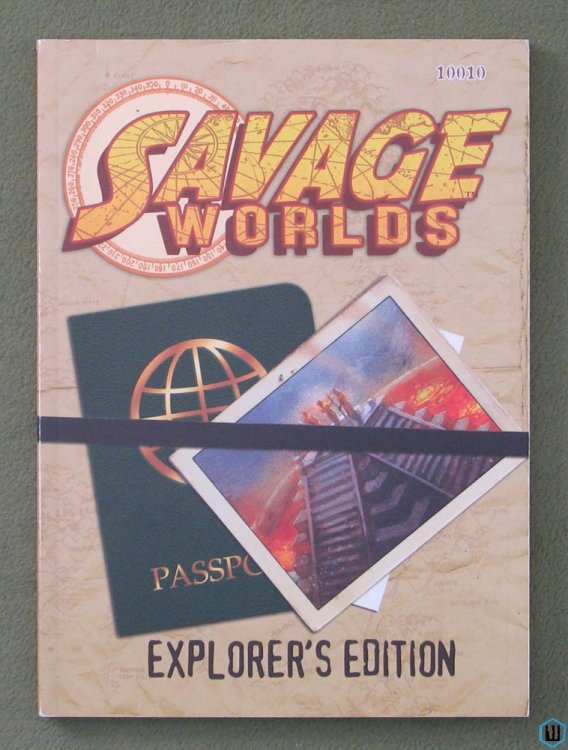 10010
SAVAGE
WORLDS
PASSPO
EXPLORER'S EDITION